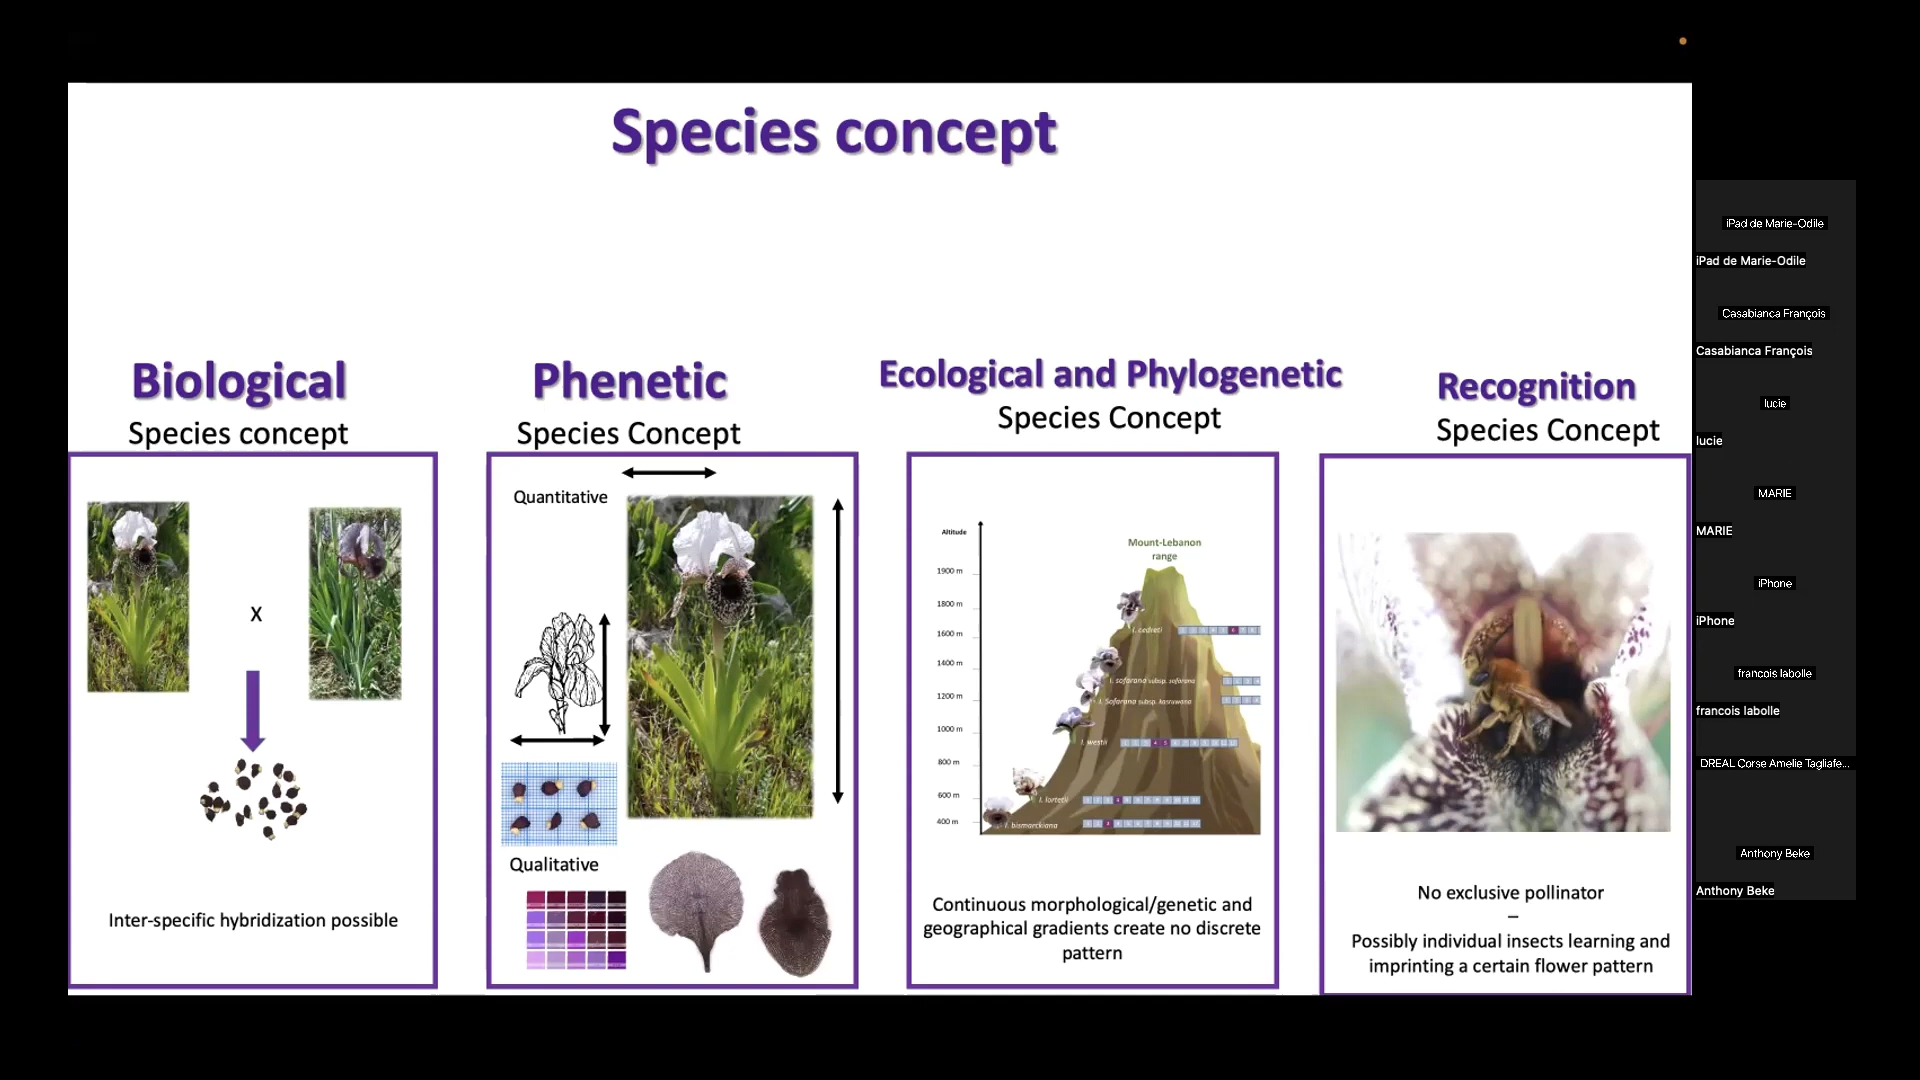 Species concept
Biological
Species concept
X
Inter-specific hybridization possible
Phenetic
Species Concept
Quantitative
Qualitative
Ecological and Phylogenetic
Species Concept
Altitude
Mount-Lebanon
range
1900 m
1800 m
1600 m
1400 m
1200 m
1000 m
800 m
600 m
400 m
I. cedreti
I. sofarana subsp. sofarana
I. Sofarana subsp. kasruwana
I. westii
I. lortetii
I. bismarckiana
Continuous morphological/genetic and
geographical gradients create no discrete
pattern
Recognition
Species Concept
No exclusive pollinator
–
Possibly individual insects learning and
imprinting a certain flower pattern
iPad de Marie-Odile
iPad de Marie-Odile
Casabianca François
Casabianca François
lucie
lucie
MARIE
MARIE
iPhone
iPhone
francois labolle
francois labolle
DREAL Corse Amelie Tagliafe...
Anthony Beke
Anthony Beke